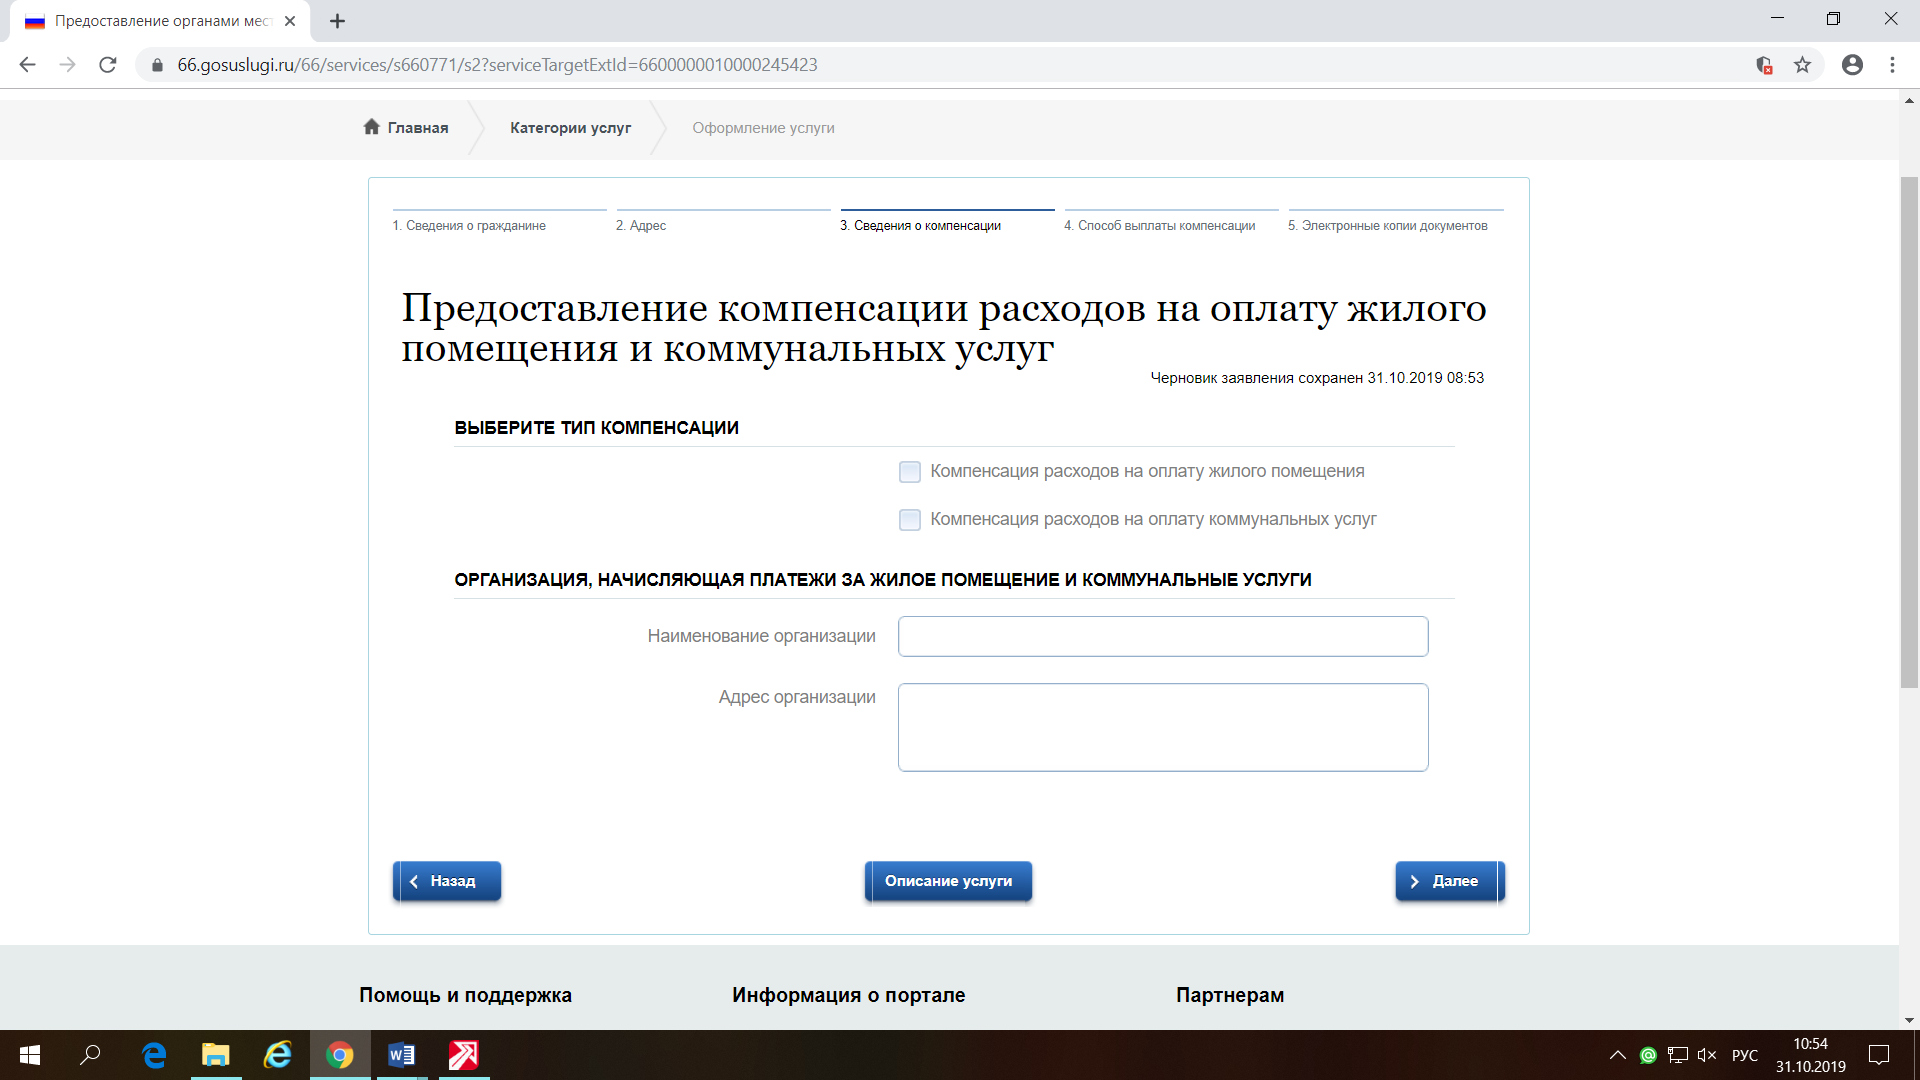 Предоставление органами мест
66.gosuslugi.ru/66/services/s660771/s2?serviceTargetExtId=6600000010000245423
Главная
Категории услуг
Оформление услуги
1. Сведения о гражданине
2. Адрес
3. Сведения о компенсации
4. Способ выплаты компенсации
5. Электронные копии документов
Предоставление компенсации расходов на оплату жилого
помещения и коммунальных услуг
Черновик заявления сохранен 31.10.2019 08:53
ВЫБЕРИТЕ ТИП КОМПЕНСАЦИИ
Компенсация расходов на оплату жилого помещения
Компенсация расходов на оплату коммунальных услуг
ОРГАНИЗАЦИЯ, НАЧИСЛЯЮЩАЯ ПЛАТЕЖИ ЗА ЖИЛОЕ ПОМЕЩЕНИЕ И КОММУНАЛЬНЫЕ УСЛУГИ
Наименование организации
Адрес организации
Назад
Описание услуги
Далее
Помощь и поддержка
Информация о портале
Партнерам
РУС
10:54
31.10.2019